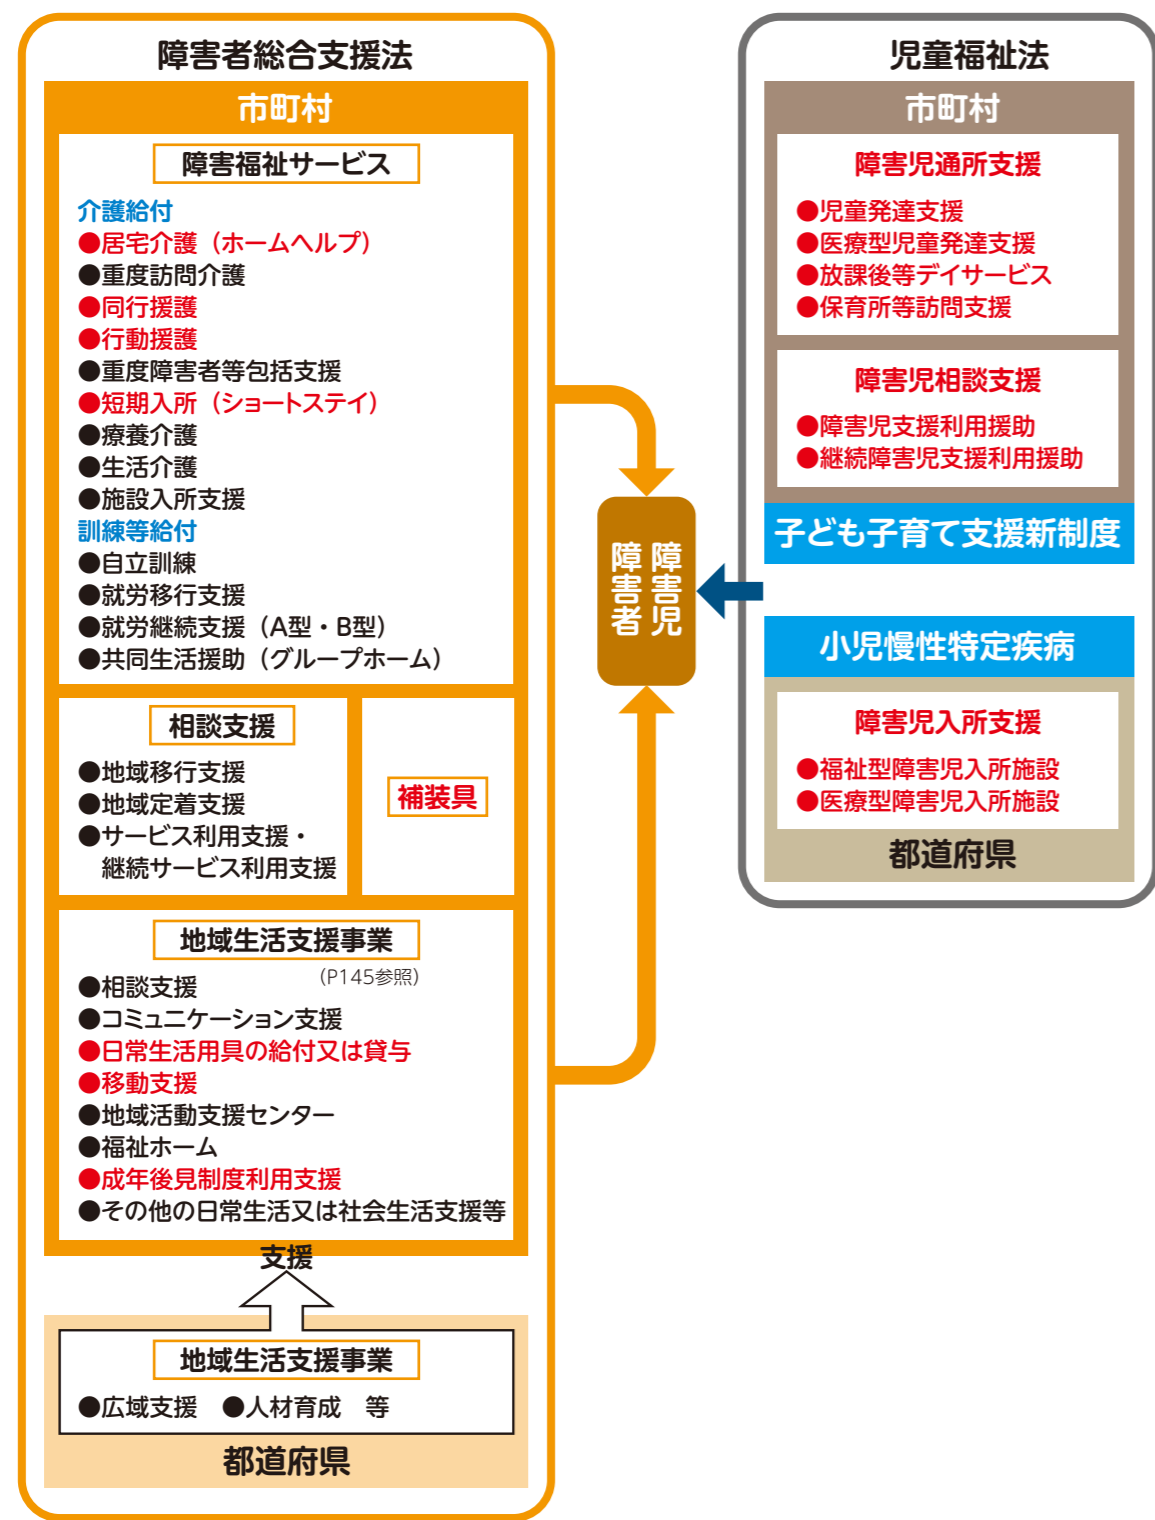 障害者総合支援法
市町村
障害福祉サービス
介護給付
●居宅介護（ホームヘルプ）
●重度訪問介護
●同行援護
●行動援護
●重度障害者等包括支援
●短期入所（ショートステイ）
●療養介護
●生活介護
●施設入所支援
訓練等給付
●自立訓練
●就労移行支援
●就労継続支援（A型・B型）
●共同生活援助（グループホーム）
相談支援
●地域移行支援
●地域定着支援
●サービス利用支援・
継続サービス利用支援
補装具
地域生活支援事業
（P145参照）
●相談支援
●コミュニケーション支援
●日常生活用具の給付又は貸与
●移動支援
●地域活動支援センター
●福祉ホーム
●成年後見制度利用支援
●その他の日常生活又は社会生活支援等
支援
地域生活支援事業
●広域支援　●人材育成　等
都道府県
障害児
障害者
児童福祉法
市町村
障害児通所支援
●児童発達支援
●医療型児童発達支援
●放課後等デイサービス
●保育所等訪問支援
障害児相談支援
●障害児支援利用援助
●継続障害児支援利用援助
子ども子育て支援新制度
小児慢性特定疾病
障害児入所支援
●福祉型障害児入所施設
●医療型障害児入所施設
都道府県